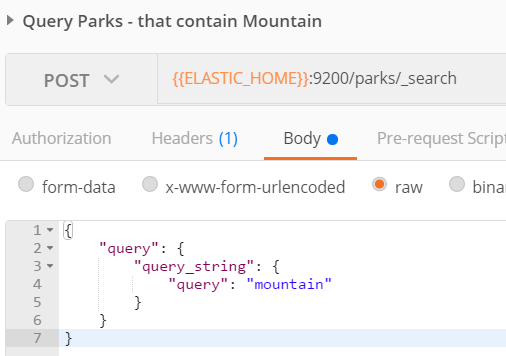 Query Parks - that contain Mountain
POST {{ELASTIC_HOME}}:9200/parks/_search
Authorization Headers (1) Body Pre-request Script
form-data x-www-form-urlencoded raw bina
1 {
2 "query": {
3 "query_string": {
4 "query": "mountain"
5 }
6 }
7 }